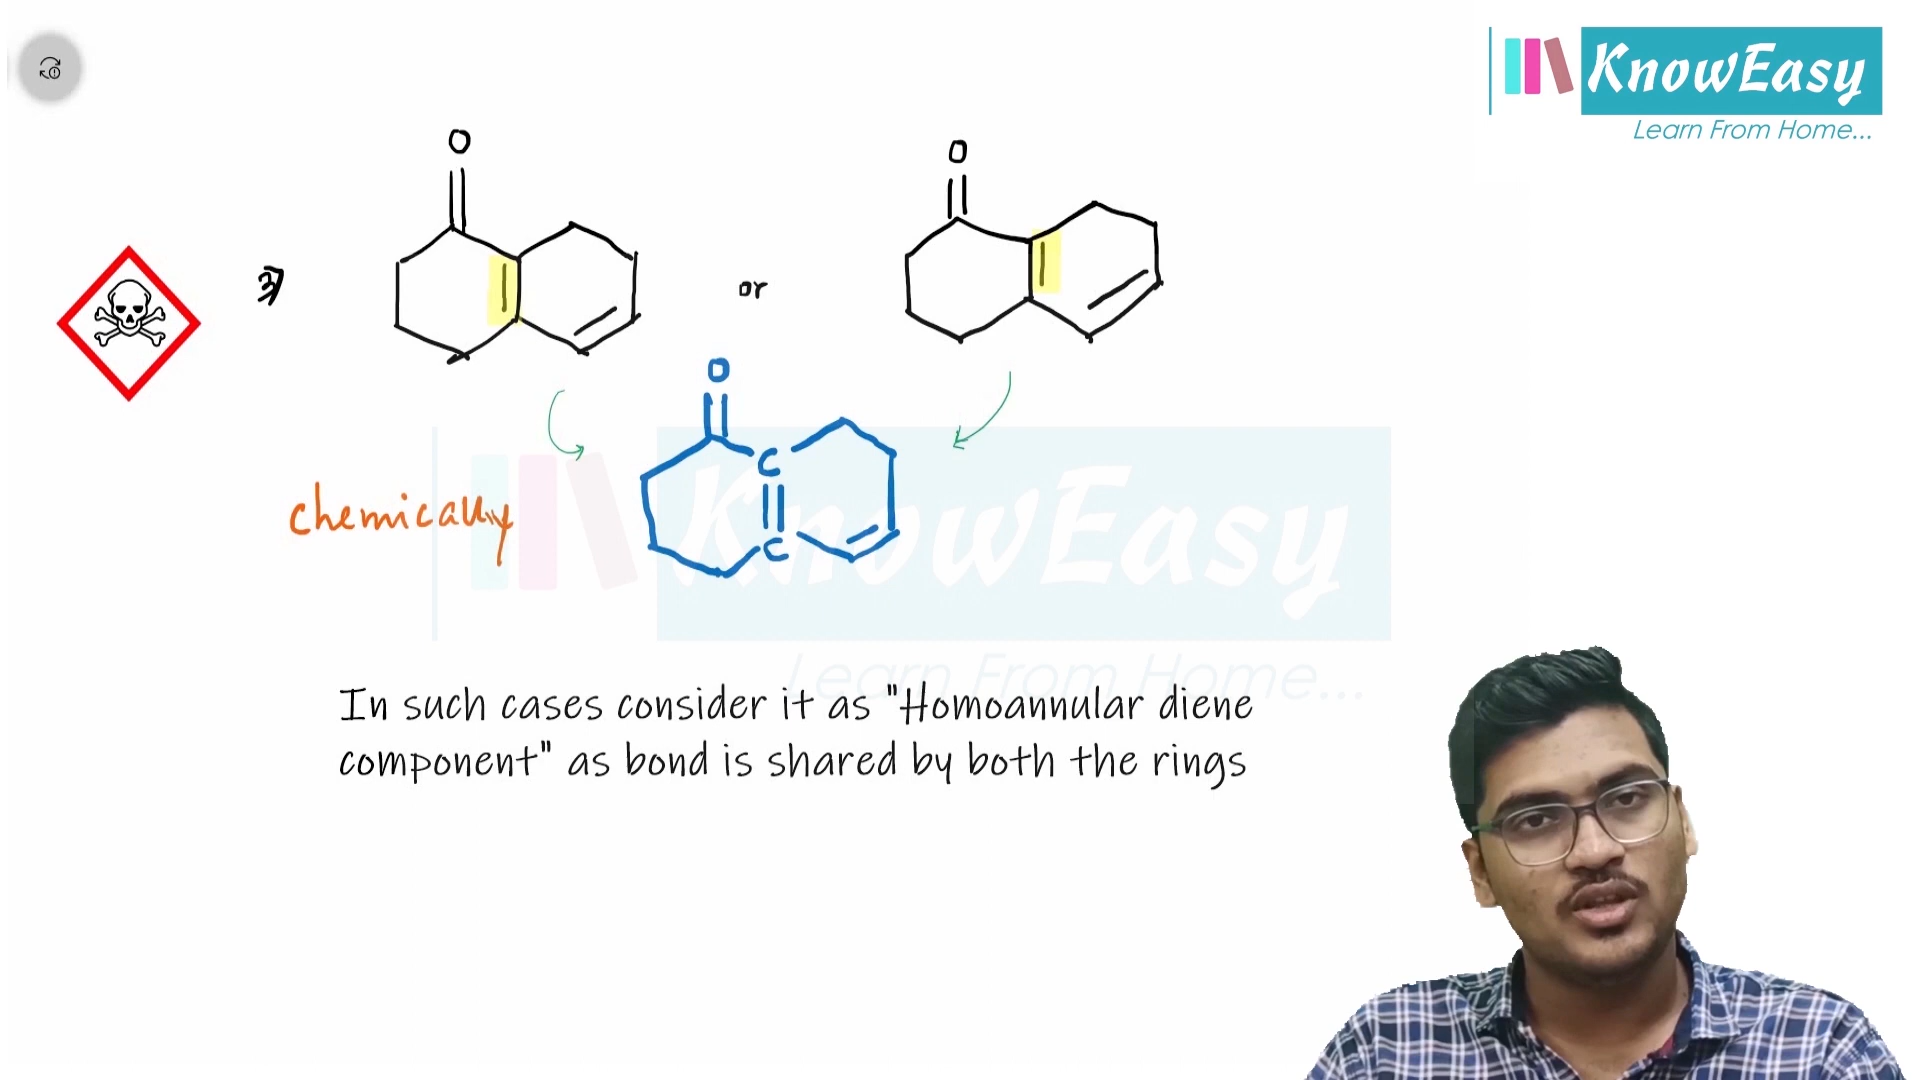 KnowEasy
Learn From Home...
O
O
3)
or
O
C
C
chemically
KnowEasy
Learn From Home...
In such cases consider it as "Homoannular diene
component" as bond is shared by both the rings